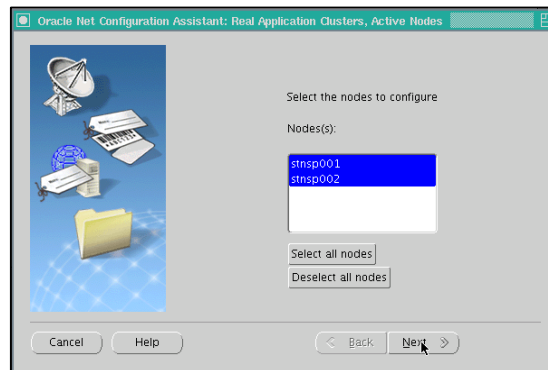 Oracle Net Configuration Assistant: Real Application Clusters, Active Nodes
Select the nodes to configure
Nodes(s):
stnsp001
stnsp002
Select all nodes
Deselect all nodes
Cancel
Help
Back
Next